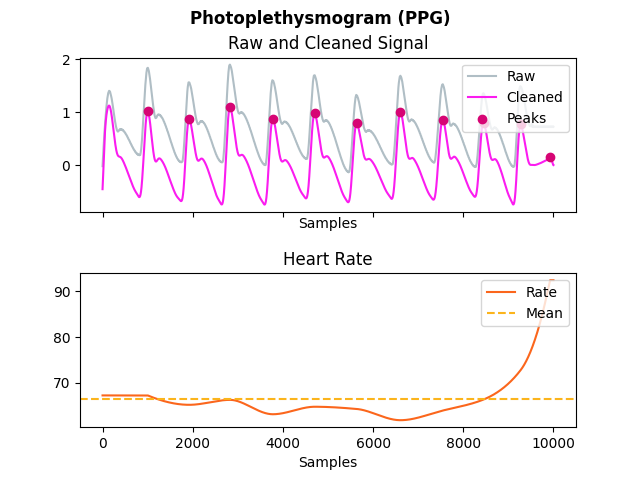 Photoplethysmogram (PPG)
Raw and Cleaned Signal
2
1
0
Raw
Cleaned
Peaks
Samples
Heart Rate
90
80
70
Rate
Mean
0
2000
4000
6000
8000
10000
Samples